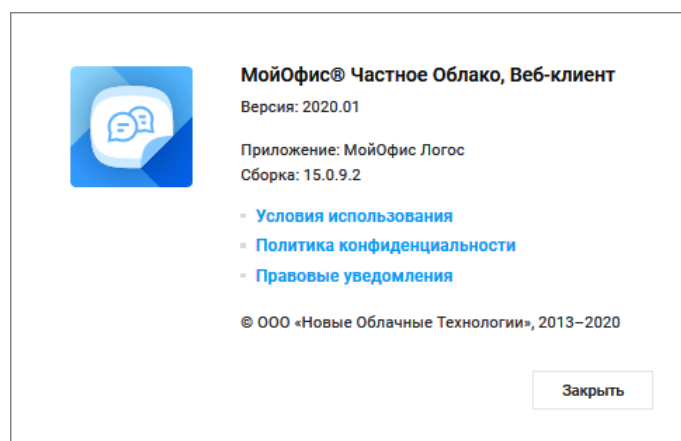 МойОфис® Частное Облако, Веб-клиент
Версия: 2020.01
Приложение: МойОфис Логос
Сборка: 15.0.9.2
Условия использования
Политика конфиденциальности
Правовые уведомления
© ООО «Новые Облачные Технологии», 2013–2020
Закрыть